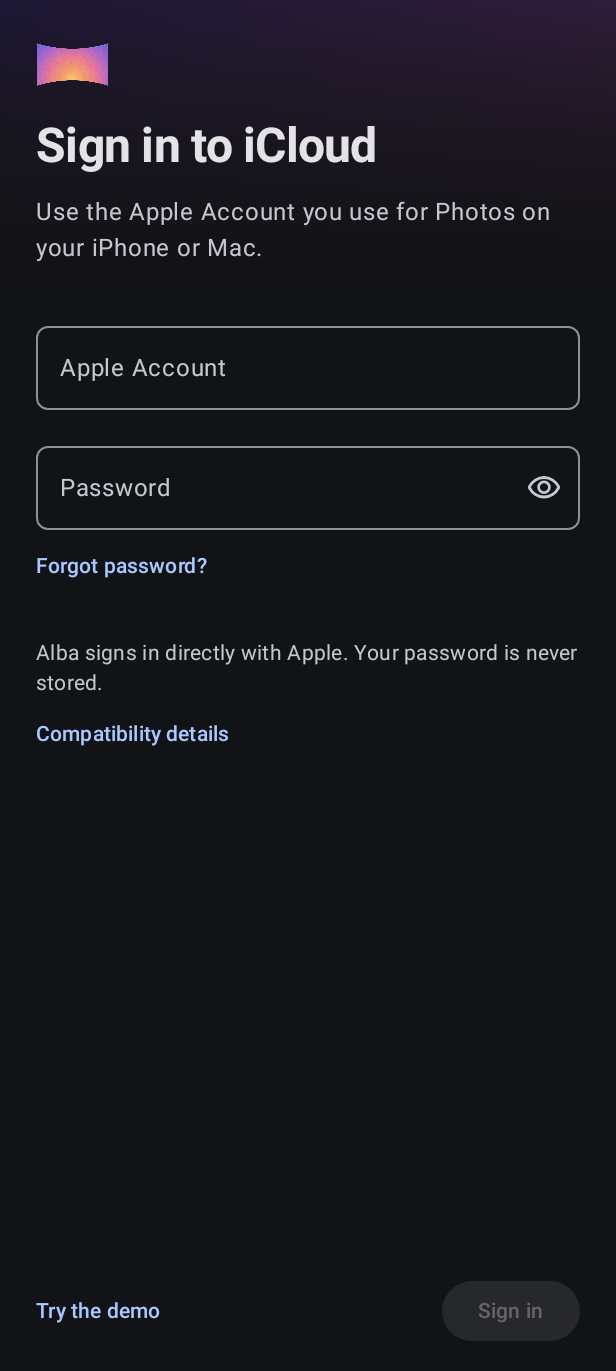 Sign in to iCloud
Use the Apple Account you use for Photos on
your iPhone or Mac.
Apple Account
Password
Forgot password?
Alba signs in directly with Apple. Your password is never
stored.
Compatibility details
Try the demo
Sign in